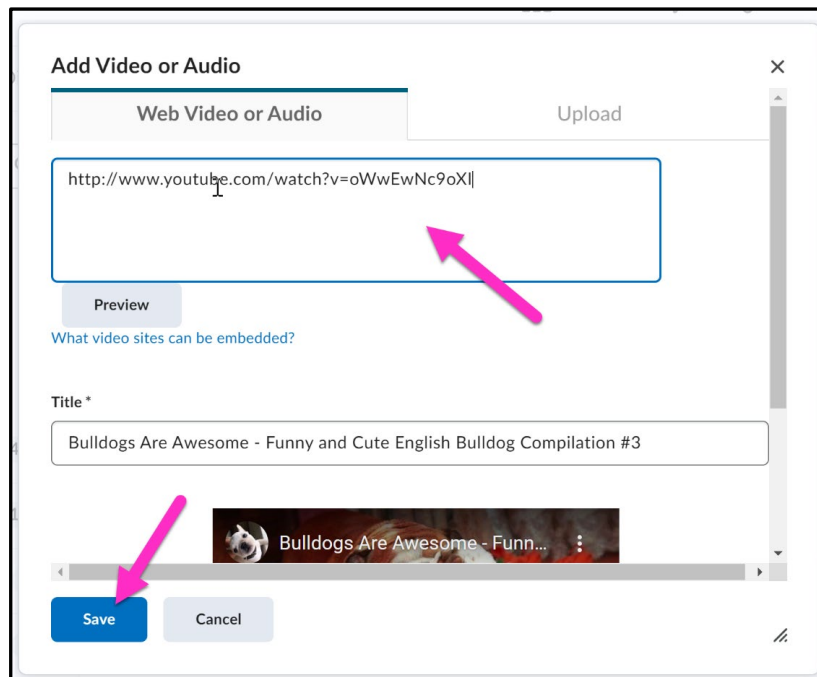 Add Video or Audio
Web Video or Audio
Upload
http://www.youtube.com/watch?v=oWwEwNc9oXI
Preview
What video sites can be embedded?
Title *
Bulldogs Are Awesome - Funny and Cute English Bulldog Compilation #3
Bulldogs Are Awesome - Funn...
Save
Cancel